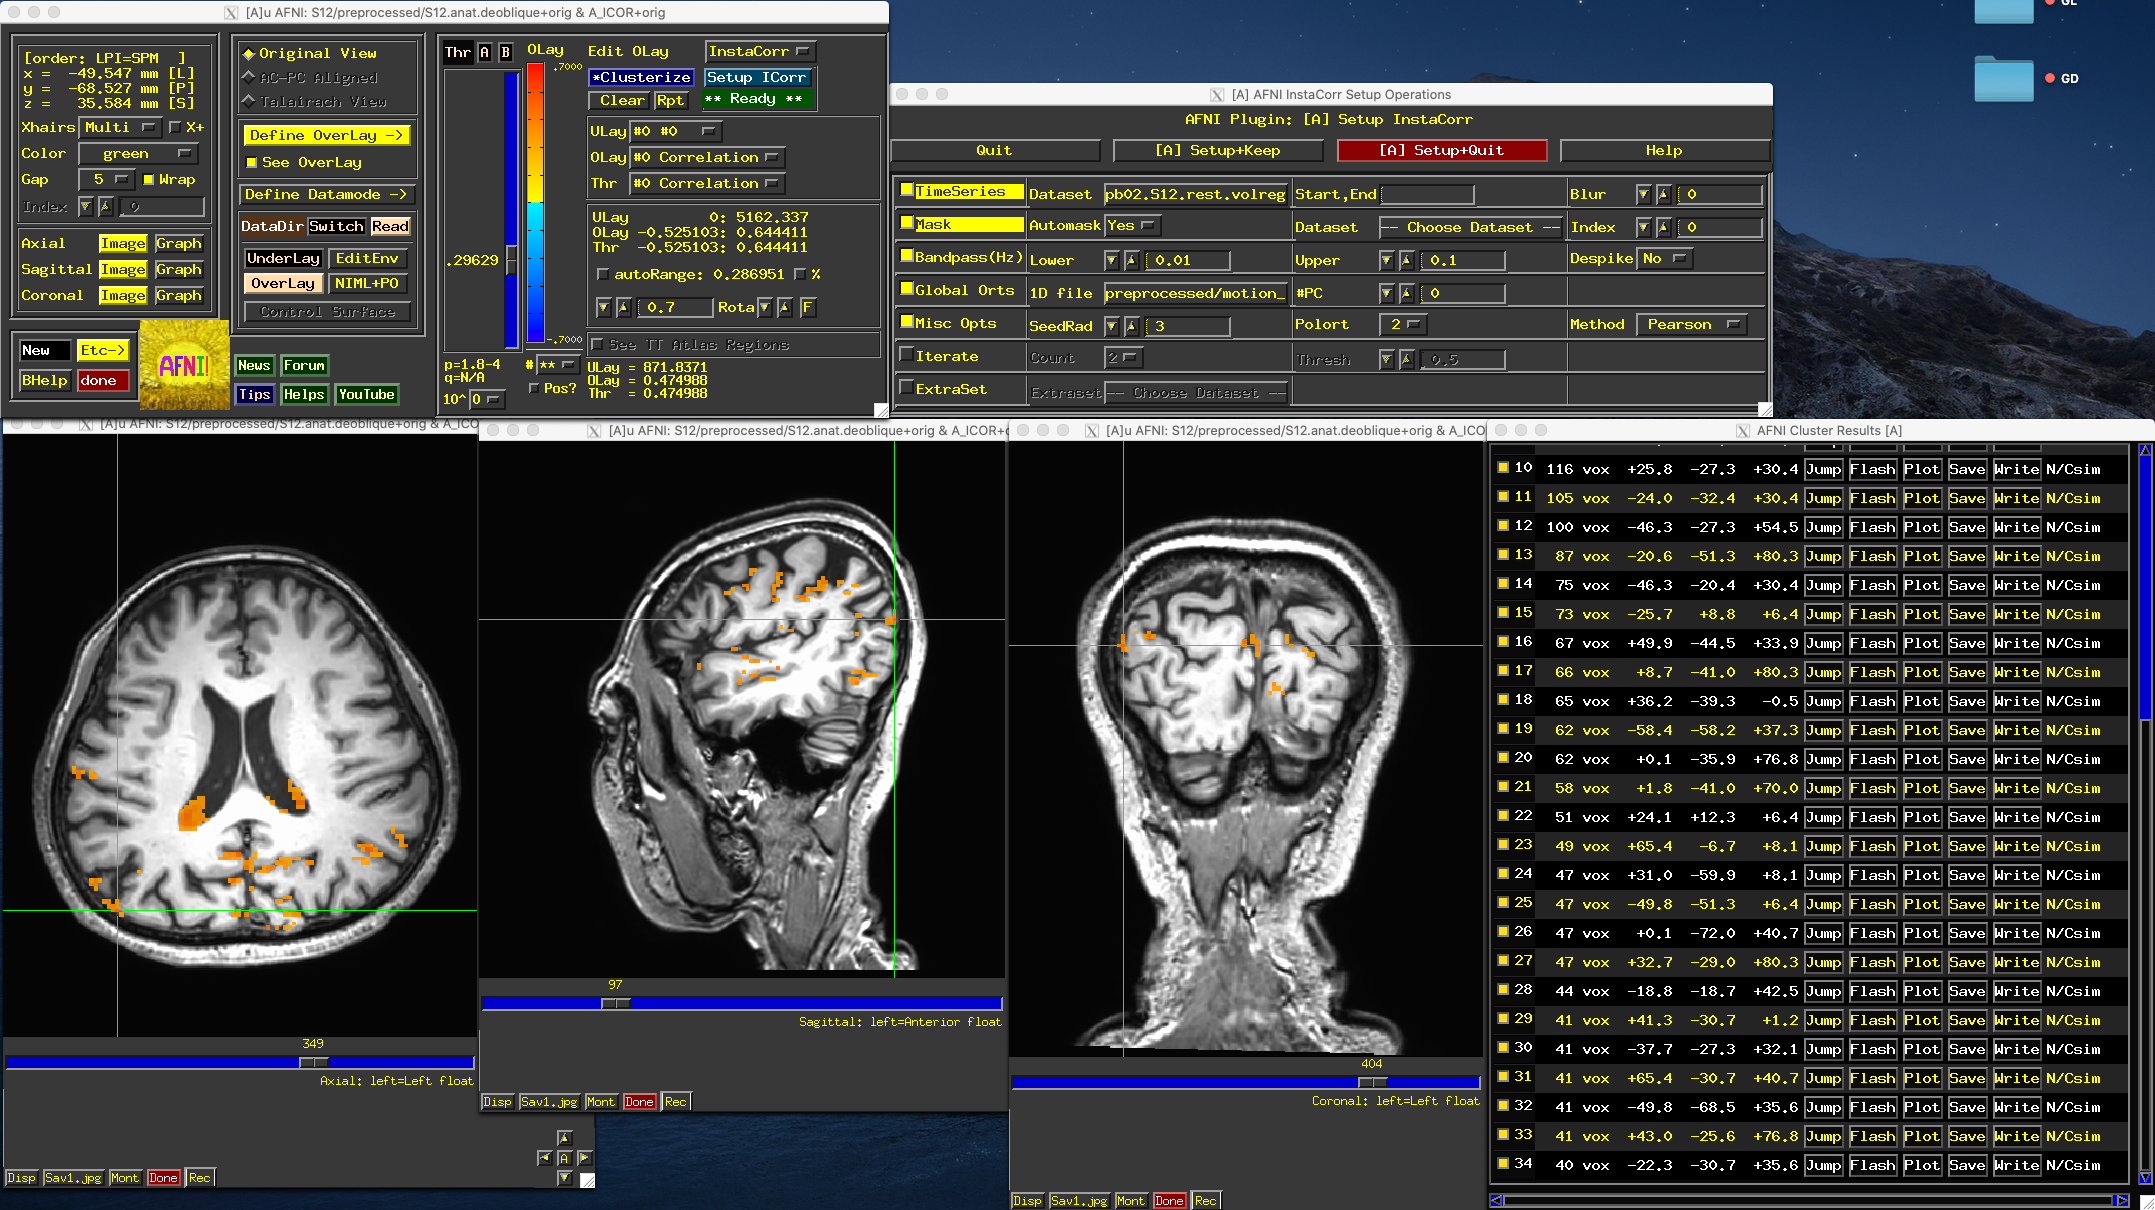 [A]u AFNI: S12/preprocessed/S12.anat.deoblique+orig & A_ICOR+orig
[order: LPI=SPM ]
x = -49.547 mm [L]
y = -68.527 mm [P]
z = 35.584 mm [S]
Xhairs Multi X+
Color green
Gap 5 Wrap
Index 0
Axial Image Graph
Sagittal Image Graph
Coronal Image Graph
New Etc->
BHelp done
AFNI!
Original View
AC-PC Aligned
Talairach View
Define OverLay ->
See OverLay
Define Datamode ->
DataDir Switch Read
UnderLay EditEnv
OverLay NIML+PO
Control Surface
News Forum
Tips Helps YouTube
Thr A B OLay
.7000
.29629
-.7000
p=1.8-4
q=N/A
10^ 0
# **
Pos?
Edit OLay InstaCorr
*Clusterize Setup ICorr
Clear Rpt ** Ready **
ULay #0 #0
OLay #0 Correlation
Thr #0 Correlation
ULay 0: 5162.337
OLay -0.525103: 0.644411
Thr -0.525103: 0.644411
autoRange: 0.286951 %
0.7 Rota F
See TT Atlas Regions
ULay = 871.8371
OLay = 0.474988
Thr = 0.474988
[A] AFNI InstaCorr Setup Operations
AFNI Plugin: [A] Setup InstaCorr
Quit [A] Setup+Keep [A] Setup+Quit Help
TimeSeries Dataset pb02.S12.rest.volreg Start,End Blur 0
Mask Automask Yes Dataset -- Choose Dataset -- Index 0
Bandpass(Hz) Lower 0.01 Upper 0.1 Despike No
Global Orts 1D file preprocessed/motion_ #PC 0
Misc Opts SeedRad 3 Polort 2 Method Pearson
Iterate Count 2 Thresh 0.5
ExtraSet Extraset -- Choose Dataset --
GL
GD
[A]u AFNI: S12/preprocessed/S12.anat.deoblique+orig & A_ICO
349
Axial: left=Left float
Disp Sav1.jpg Mont Done Rec
A
[A]u AFNI: S12/preprocessed/S12.anat.deoblique+orig & A_ICOR+o
97
Sagittal: left=Anterior float
Disp Sav1.jpg Mont Done Rec
[A]u AFNI: S12/preprocessed/S12.anat.deoblique+orig & A_ICO
404
Coronal: left=Left float
Disp Sav1.jpg Mont Done Rec
AFNI Cluster Results [A]
10 116 vox +25.8 -27.3 +30.4 Jump Flash Plot Save Write N/Csim
11 105 vox -24.0 -32.4 +30.4 Jump Flash Plot Save Write N/Csim
12 100 vox -46.3 -27.3 +54.5 Jump Flash Plot Save Write N/Csim
13 87 vox -20.6 -51.3 +80.3 Jump Flash Plot Save Write N/Csim
14 75 vox -46.3 -20.4 +30.4 Jump Flash Plot Save Write N/Csim
15 73 vox -25.7 +8.8 +6.4 Jump Flash Plot Save Write N/Csim
16 67 vox +49.9 -44.5 +33.9 Jump Flash Plot Save Write N/Csim
17 66 vox +8.7 -41.0 +80.3 Jump Flash Plot Save Write N/Csim
18 65 vox +36.2 -39.3 -0.5 Jump Flash Plot Save Write N/Csim
19 62 vox -58.4 -58.2 +37.3 Jump Flash Plot Save Write N/Csim
20 62 vox +0.1 -35.9 +76.8 Jump Flash Plot Save Write N/Csim
21 58 vox +1.8 -41.0 +70.0 Jump Flash Plot Save Write N/Csim
22 51 vox +24.1 +12.3 +6.4 Jump Flash Plot Save Write N/Csim
23 49 vox +65.4 -6.7 +8.1 Jump Flash Plot Save Write N/Csim
24 47 vox +31.0 -59.9 +8.1 Jump Flash Plot Save Write N/Csim
25 47 vox -49.8 -51.3 +6.4 Jump Flash Plot Save Write N/Csim
26 47 vox +0.1 -72.0 +40.7 Jump Flash Plot Save Write N/Csim
27 47 vox +32.7 -29.0 +80.3 Jump Flash Plot Save Write N/Csim
28 44 vox -18.8 -18.7 +42.5 Jump Flash Plot Save Write N/Csim
29 41 vox +41.3 -30.7 +1.2 Jump Flash Plot Save Write N/Csim
30 41 vox -37.7 -27.3 +32.1 Jump Flash Plot Save Write N/Csim
31 41 vox +65.4 -30.7 +40.7 Jump Flash Plot Save Write N/Csim
32 41 vox -49.8 -68.5 +35.6 Jump Flash Plot Save Write N/Csim
33 41 vox +43.0 -25.6 +76.8 Jump Flash Plot Save Write N/Csim
34 40 vox -22.3 -30.7 +35.6 Jump Flash Plot Save Write N/Csim